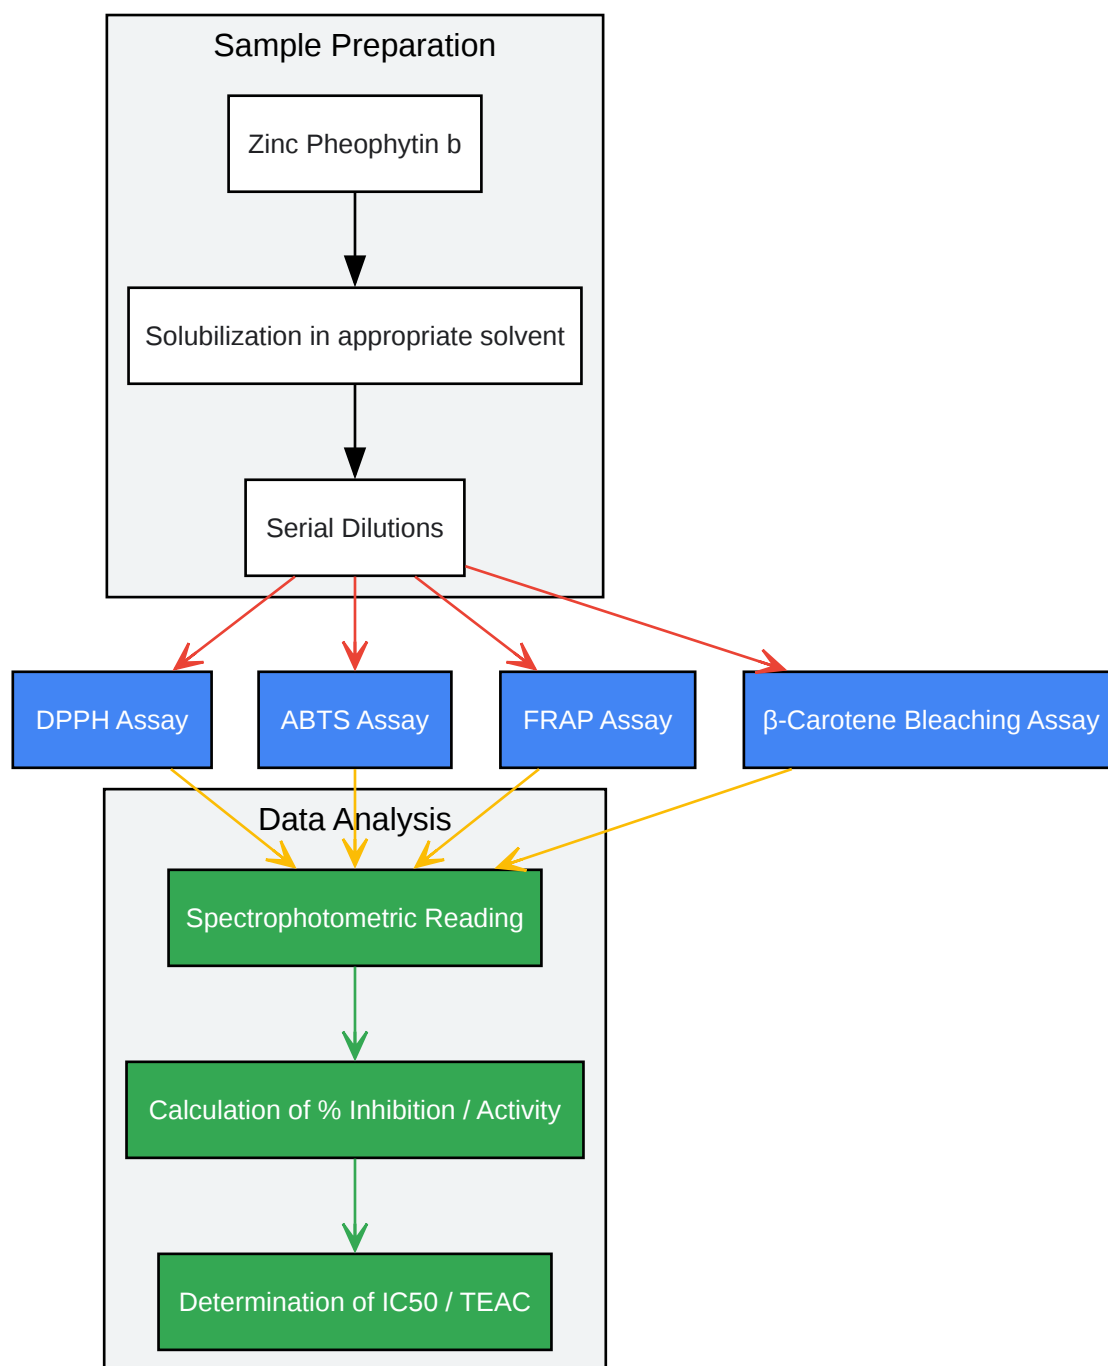 Sample Preparation
Zinc Pheophytin b
Solubilization in appropriate solvent
Serial Dilutions
DPPH Assay
ABTS Assay
FRAP Assay
β-Carotene Bleaching Assay
Data Analysis
Spectrophotometric Reading
Calculation of % Inhibition / Activity
Determination of IC50 / TEAC